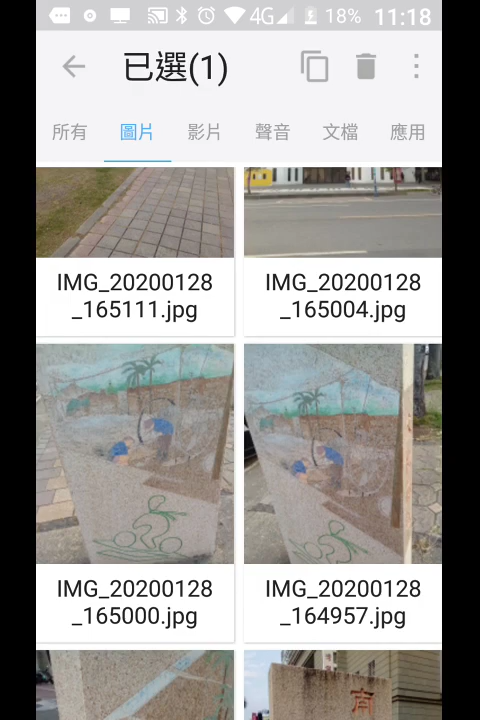 4G 18% 11:18
已選(1)
所有 圖片 影片 聲音 文檔 應用
IMG_20200128
_165111.jpg
IMG_20200128
_165004.jpg
IMG_20200128
_165000.jpg
IMG_20200128
_164957.jpg